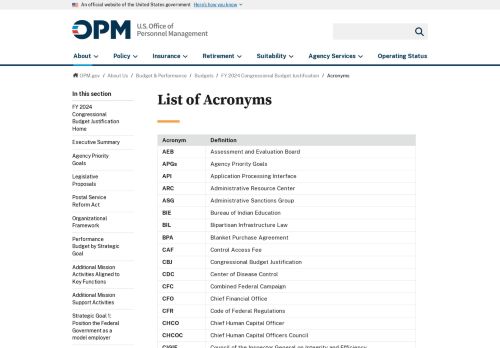 An official website of the United States government Here's how you know
OPM U.S. Office of
Personnel Management
About Policy Insurance Retirement Suitability Agency Services Operating Status
OPM.gov / About Us / Budget & Performance / Budgets / FY 2024 Congressional Budget Justification / Acronyms
In this section
FY 2024
Congressional
Budget Justification
Home
Executive Summary
Agency Priority
Goals
Legislative
Proposals
Postal Service
Reform Act
Organizational
Framework
Performance
Budget by Strategic
Goal
Additional Mission
Activities Aligned to
Key Functions
Additional Mission
Support Activities
Strategic Goal 1:
Position the Federal
Government as a
model employer
List of Acronyms
Acronym Definition
AEB Assessment and Evaluation Board
APGs Agency Priority Goals
API Application Processing Interface
ARC Administrative Resource Center
ASG Administrative Sanctions Group
BIE Bureau of Indian Education
BIL Bipartisan Infrastructure Law
BPA Blanket Purchase Agreement
CAF Control Access Fee
CBJ Congressional Budget Justification
CDC Center of Disease Control
CFC Combined Federal Campaign
CFO Chief Financial Office
CFR Code of Federal Regulations
CHCO Chief Human Capital Officer
CHCOC Chief Human Capital Officers Council
CIGIE Council of the Inspector General on Integrity and Efficiency